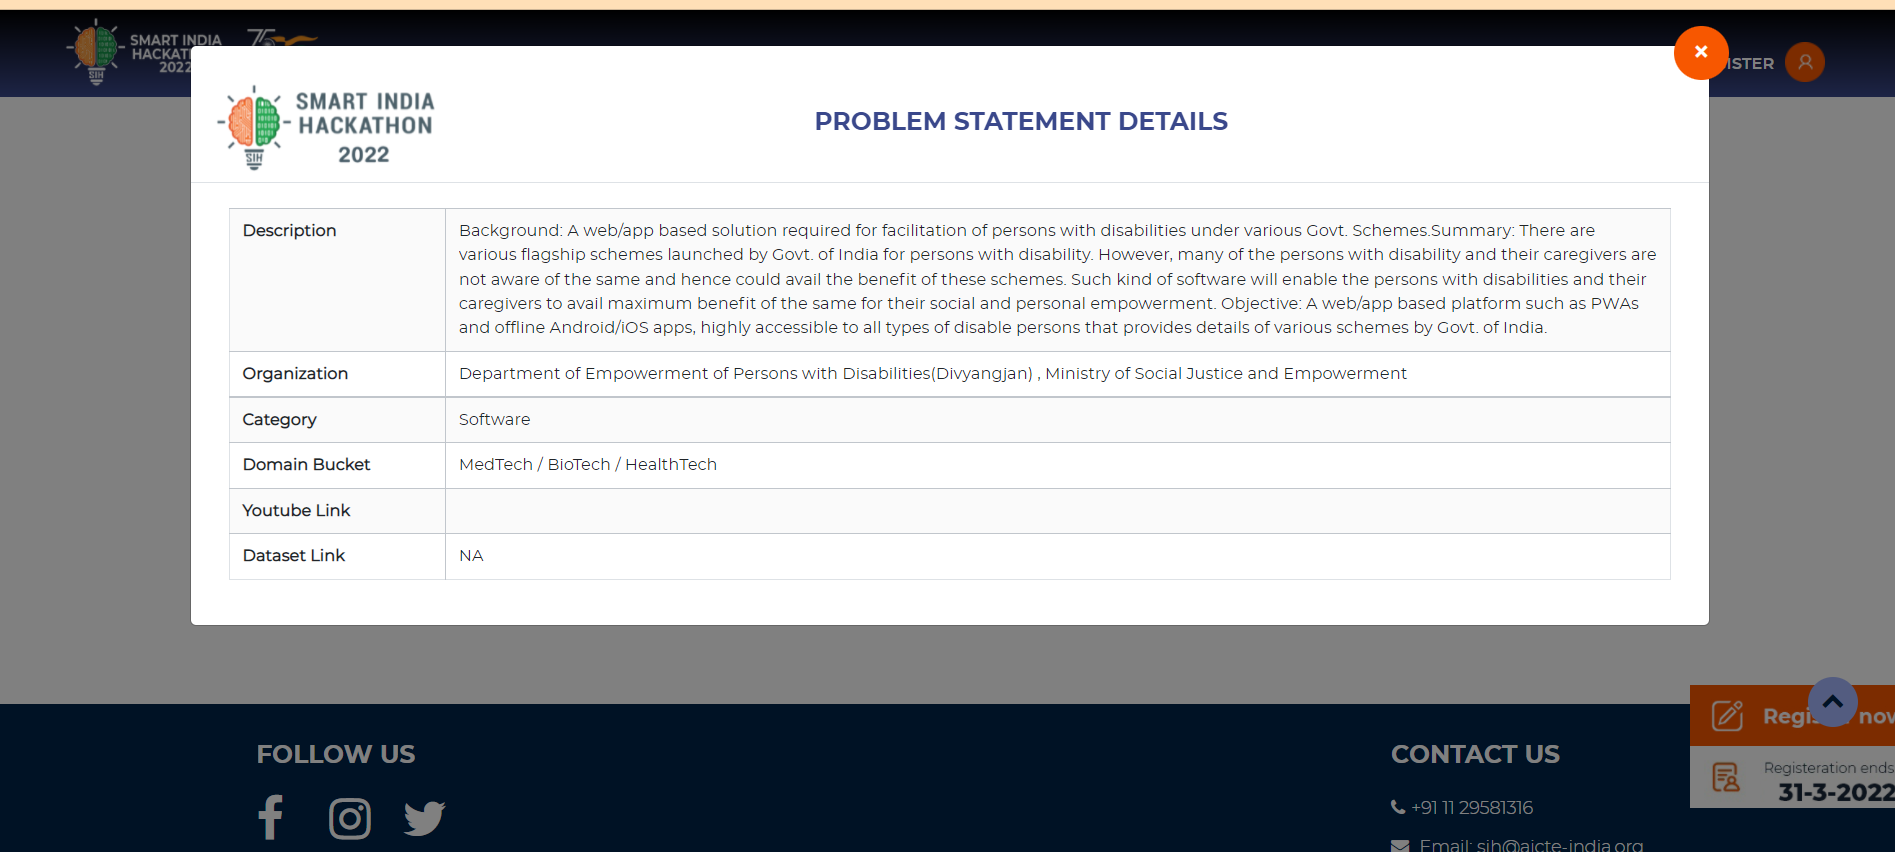 SMART INDIA
HACKATHON
2022
75
ISTER
SIH
SMART INDIA
HACKATHON
2022
SIH
PROBLEM STATEMENT DETAILS
Description
Background: A web/app based solution required for facilitation of persons with disabilities under various Govt. Schemes.Summary: There are
various flagship schemes launched by Govt. of India for persons with disability. However, many of the persons with disability and their caregivers are
not aware of the same and hence could avail the benefit of these schemes. Such kind of software will enable the persons with disabilities and their
caregivers to avail maximum benefit of the same for their social and personal empowerment. Objective: A web/app based platform such as PWAs
and offline Android/iOS apps, highly accessible to all types of disable persons that provides details of various schemes by Govt. of India.
Organization
Department of Empowerment of Persons with Disabilities(Divyangjan) , Ministry of Social Justice and Empowerment
Category
Software
Domain Bucket
MedTech / BioTech / HealthTech
Youtube Link
Dataset Link
NA
Register now
Registeration ends
31-3-2022
FOLLOW US
CONTACT US
+91 11 29581316
Email: sih@aicte-india.org